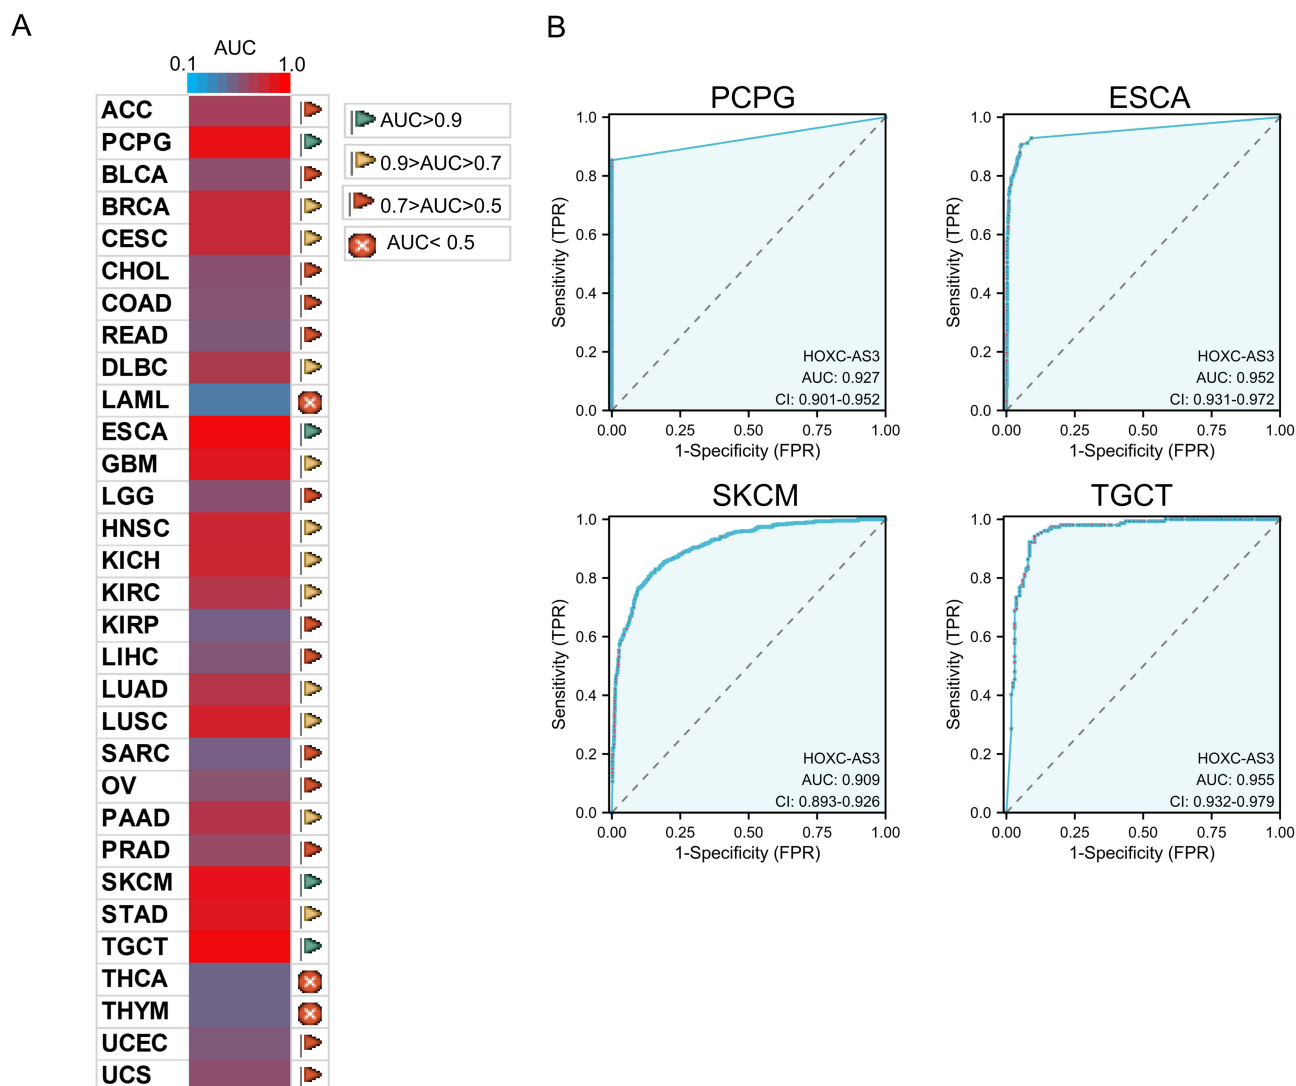 A
AUC
0.1 1.0
ACC
PCPG
BLCA
BRCA
CESC
CHOL
COAD
READ
DLBC
LAML
ESCA
GBM
LGG
HNSC
KICH
KIRC
KIRP
LIHC
LUAD
LUSC
SARC
OV
PAAD
PRAD
SKCM
STAD
TGCT
THCA
THYM
UCEC
UCS
AUC>0.9
0.9>AUC>0.7
0.7>AUC>0.5
AUC< 0.5
B
PCPG
Sensitivity (TPR)
1.0
0.8
0.6
0.4
0.2
0.0
HOXC-AS3
AUC: 0.927
CI: 0.901-0.952
0.00 0.25 0.50 0.75 1.00
1-Specificity (FPR)
ESCA
Sensitivity (TPR)
1.0
0.8
0.6
0.4
0.2
0.0
HOXC-AS3
AUC: 0.952
CI: 0.931-0.972
0.00 0.25 0.50 0.75 1.00
1-Specificity (FPR)
SKCM
Sensitivity (TPR)
1.0
0.8
0.6
0.4
0.2
0.0
HOXC-AS3
AUC: 0.909
CI: 0.893-0.926
0.00 0.25 0.50 0.75 1.00
1-Specificity (FPR)
TGCT
Sensitivity (TPR)
1.0
0.8
0.6
0.4
0.2
0.0
HOXC-AS3
AUC: 0.955
CI: 0.932-0.979
0.00 0.25 0.50 0.75 1.00
1-Specificity (FPR)